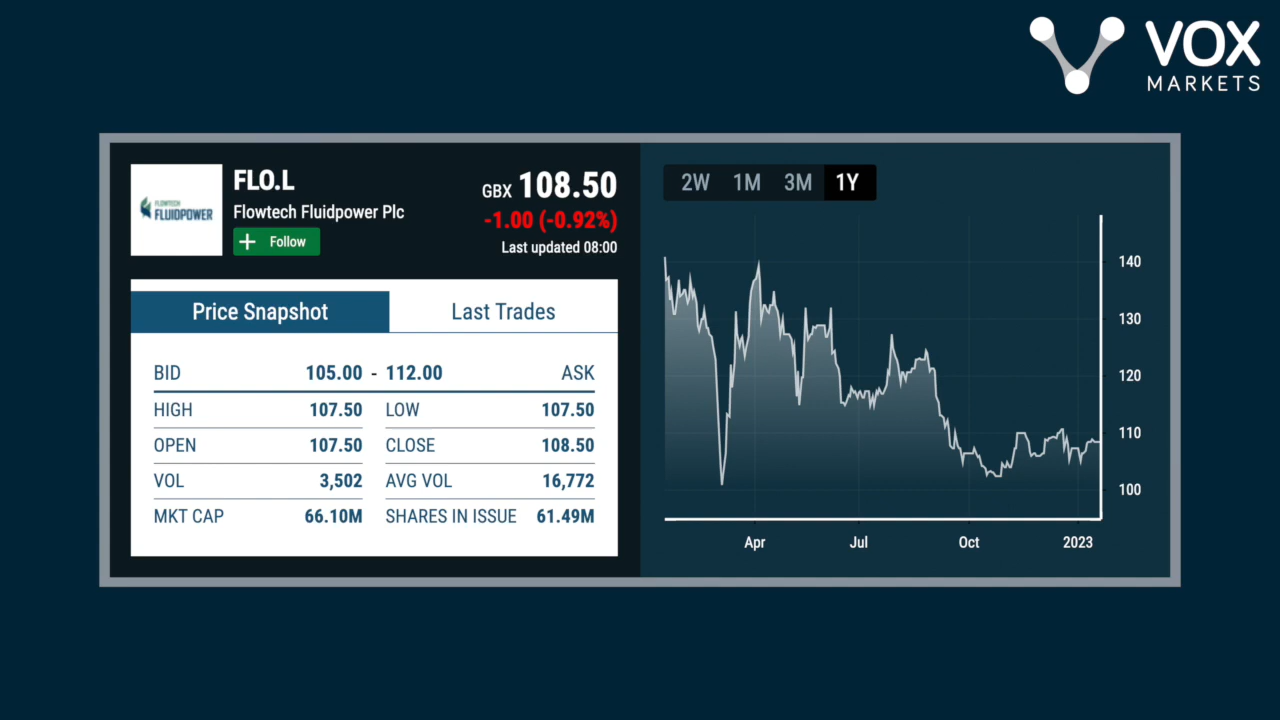 VOX
MARKETS
FLOWTECH
FLUIDPOWER
FLO.L
Flowtech Fluidpower Plc
+ Follow
GBX 108.50
-1.00 (-0.92%)
Last updated 08:00
Price Snapshot Last Trades
BID 105.00 - 112.00 ASK
HIGH 107.50 LOW 107.50
OPEN 107.50 CLOSE 108.50
VOL 3,502 AVG VOL 16,772
MKT CAP 66.10M SHARES IN ISSUE 61.49M
2W 1M 3M 1Y
140
130
120
110
100
Apr Jul Oct 2023